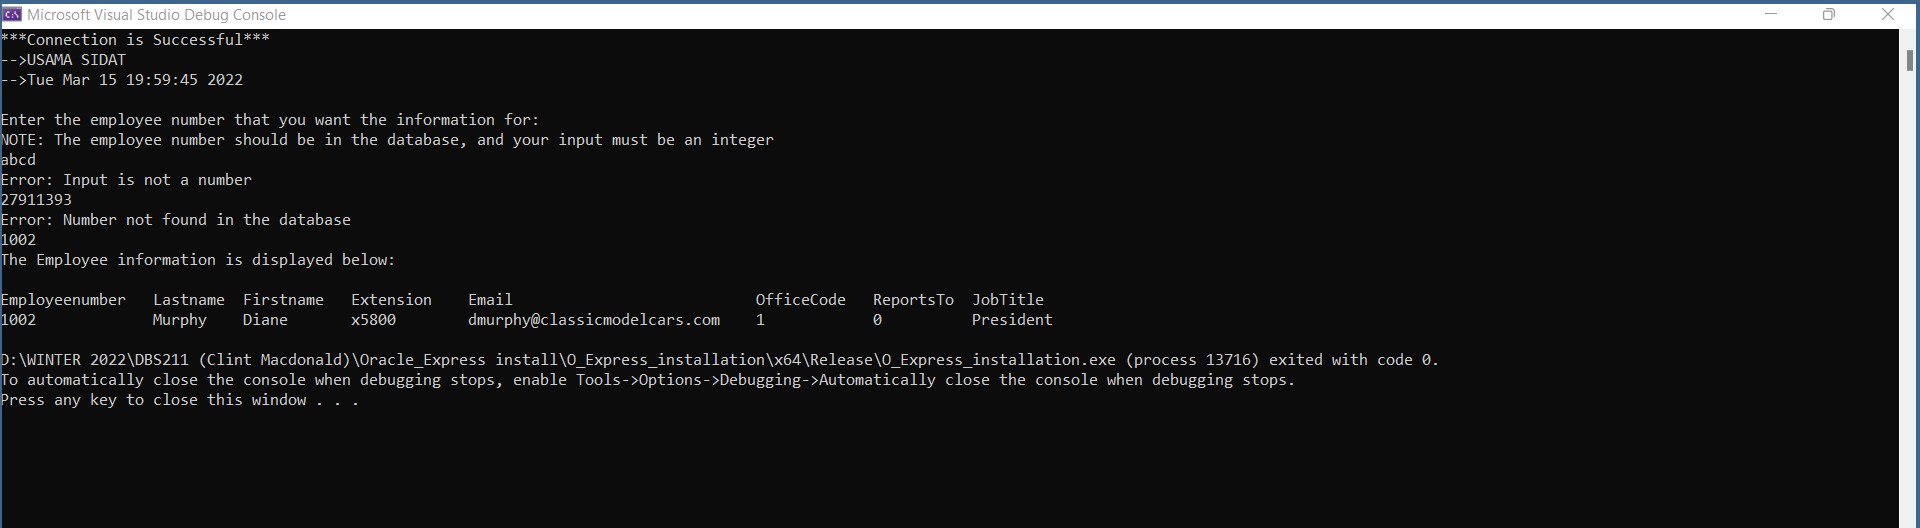 Microsoft Visual Studio Debug Console
***Connection is Successful***
-->USAMA SIDAT
-->Tue Mar 15 19:59:45 2022
Enter the employee number that you want the information for:
NOTE: The employee number should be in the database, and your input must be an integer
abcd
Error: Input is not a number
27911393
Error: Number not found in the database
1002
The Employee information is displayed below:
Employeenumber Lastname Firstname Extension Email OfficeCode ReportsTo JobTitle
1002 Murphy Diane x5800 dmurphy@classicmodelcars.com 1 0 President
D:\WINTER 2022\DBS211 (Clint Macdonald)\Oracle_Express install\O_Express_installation\x64\Release\O_Express_installation.exe (process 13716) exited with code 0.
To automatically close the console when debugging stops, enable Tools->Options->Debugging->Automatically close the console when debugging stops.
Press any key to close this window . . .